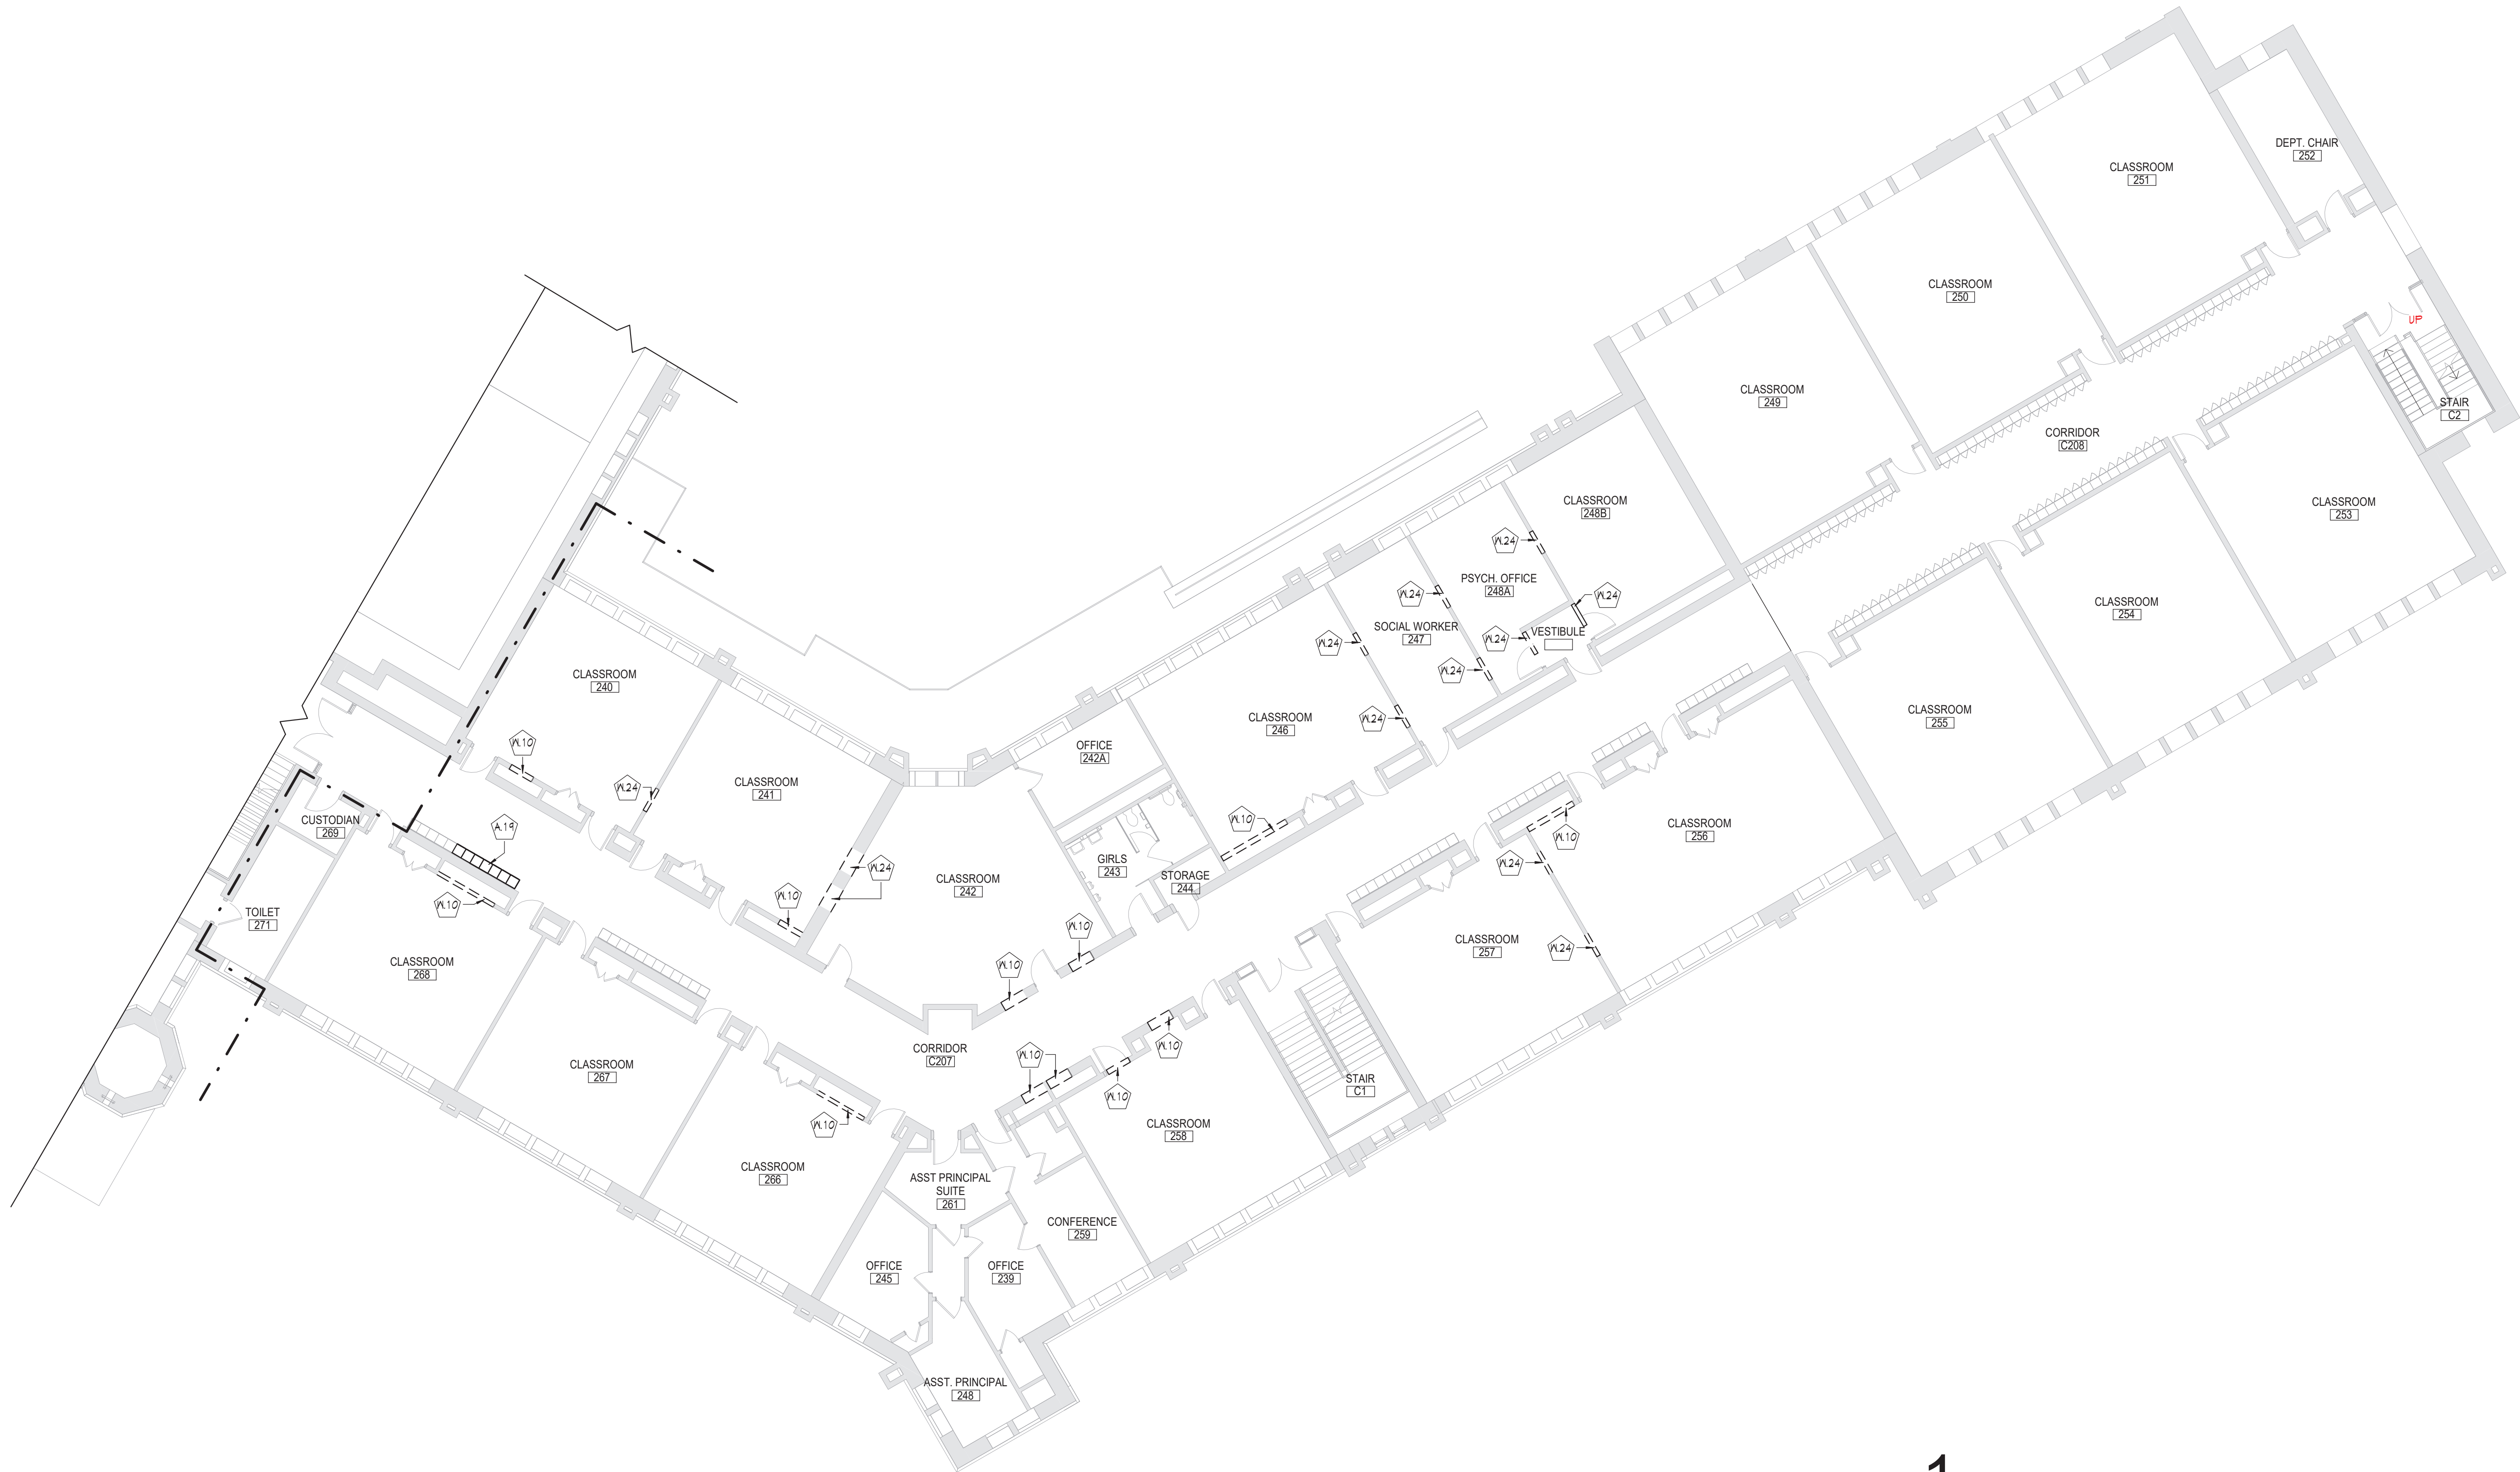 DEPT. CHAIR
252
CLASSROOM
251
CLASSROOM
250
UP
CLASSROOM
249
STAIR
C2
CORRIDOR
C208
CLASSROOM
248B
CLASSROOM
253
W.24
PSYCH. OFFICE
248A
W.24
W.24
CLASSROOM
254
SOCIAL WORKER
247
VESTIBULE
W.24
W.24
W.24
CLASSROOM
240
CLASSROOM
255
CLASSROOM
246
W.24
W.10
OFFICE
242A
CLASSROOM
241
W.24
CUSTODIAN
269
A.19
W.10
CLASSROOM
256
W.10
GIRLS
243
W.24
W.24
STORAGE
244
CLASSROOM
242
W.10
W.10
TOILET
271
W.10
CLASSROOM
257
W.24
CLASSROOM
268
W.10
CORRIDOR
C207
W.10
W.10
CLASSROOM
267
STAIR
C1
W.10
W.10
CLASSROOM
258
CLASSROOM
266
ASST PRINCIPAL
SUITE
261
CONFERENCE
259
OFFICE
245
OFFICE
239
ASST. PRINCIPAL
248
1